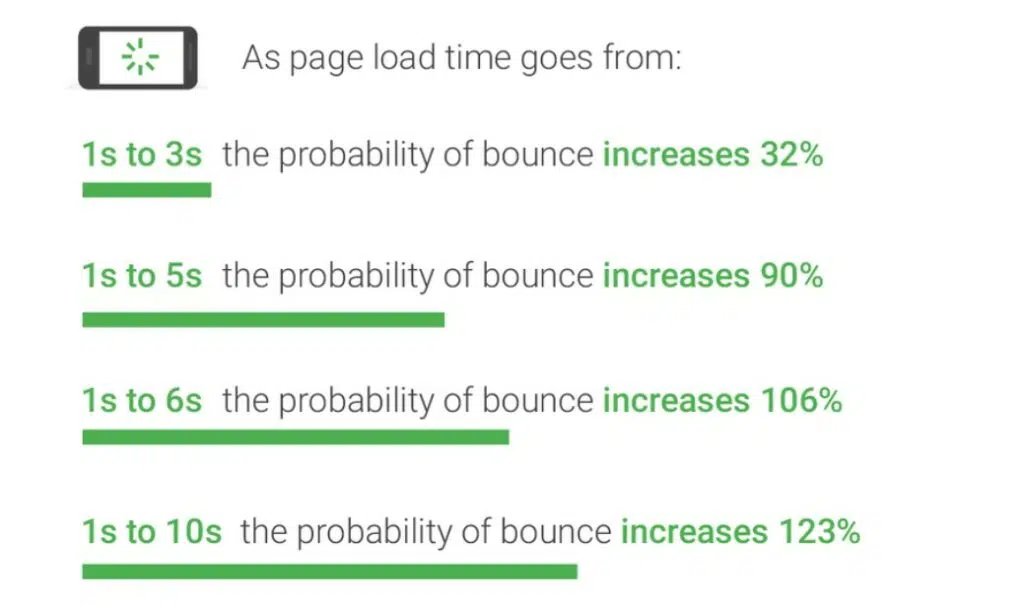 As page load time goes from:
1s to 3s the probability of bounce increases 32%
1s to 5s the probability of bounce increases 90%
1s to 6s the probability of bounce increases 106%
1s to 10s the probability of bounce increases 123%